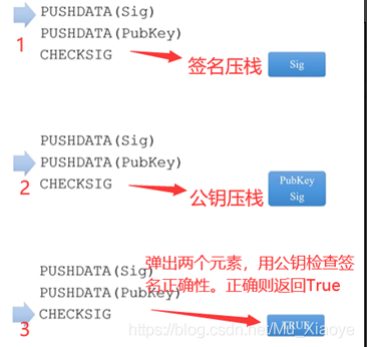 PUSHDATA(Sig)
1
PUSHDATA(PubKey)
CHECKSIG
签名压栈
Sig
PUSHDATA(Sig)
PUSHDATA(PubKey)
2
CHECKSIG
公钥压栈
PubKey
Sig
弹出两个元素，用公钥检查签
名正确性。正确则返回True
PUSHDATA(Sig)
PUSHDATA(PubKey)
3
CHECKSIG
TRUE
https://blog.csdn.net/Mu_Xiaoye